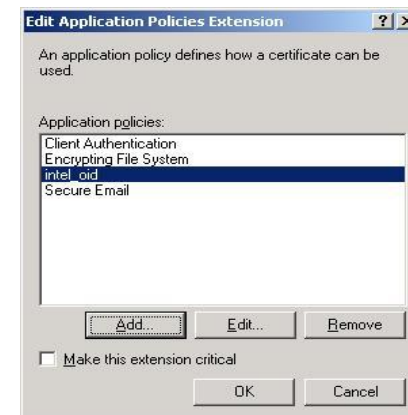 Edit Application Policies Extension
An application policy defines how a certificate can be
used.
Application policies:
Client Authentication
Encrypting File System
intel_oid
Secure Email
Add...
Edit...
Remove
Make this extension critical
OK
Cancel